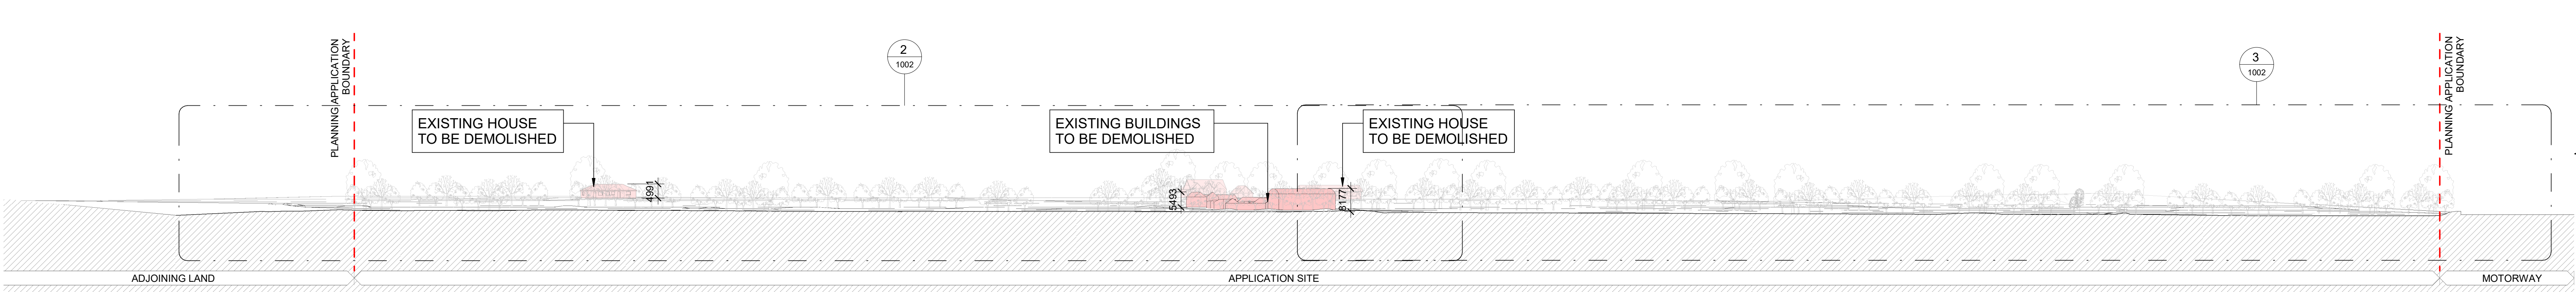 PLANNING APPLICATION
BOUNDARY
2
1002
3
1002
PLANNING APPLICATION
BOUNDARY
EXISTING HOUSE
TO BE DEMOLISHED
EXISTING BUILDINGS
TO BE DEMOLISHED
EXISTING HOUSE
TO BE DEMOLISHED
4991
5493
8177
ADJOINING LAND
APPLICATION SITE
MOTORWAY